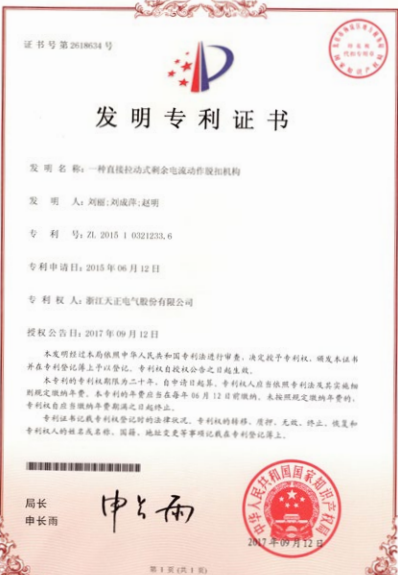 证书号第2618634号
发明专利证书
发明名称：一种直接拉动式剩余电流动作脱扣机构
发明人：刘丽;刘成萍;赵明
专利号：ZL 2015 1 0321233.6
专利申请日：2015年06月12日
专利权人：浙江天正电气股份有限公司
授权公告日：2017年09月12日
本发明经过本局依照中华人民共和国专利法进行审查，决定授予专利权，颁发本证书
并在专利登记簿上予以登记。专利权自授权公告之日起生效。
本专利的专利权期限为二十年，自申请日起算。专利权人应当依照专利法及其实施细
则规定缴纳年费。本专利的年费应当在每年06月12日前缴纳。未按照规定缴纳年费的，
专利权自应当缴纳年费期满之日起终止。
专利证书记载专利权登记时的法律状况。专利权的转移、质押、无效、终止、恢复和
专利权人的姓名或名称、国籍、地址变更等事项记载在专利登记簿上。
局长
申长雨
申长雨
中华人民共和国国家知识产权局
2017年09月12日
第1页（共1页）